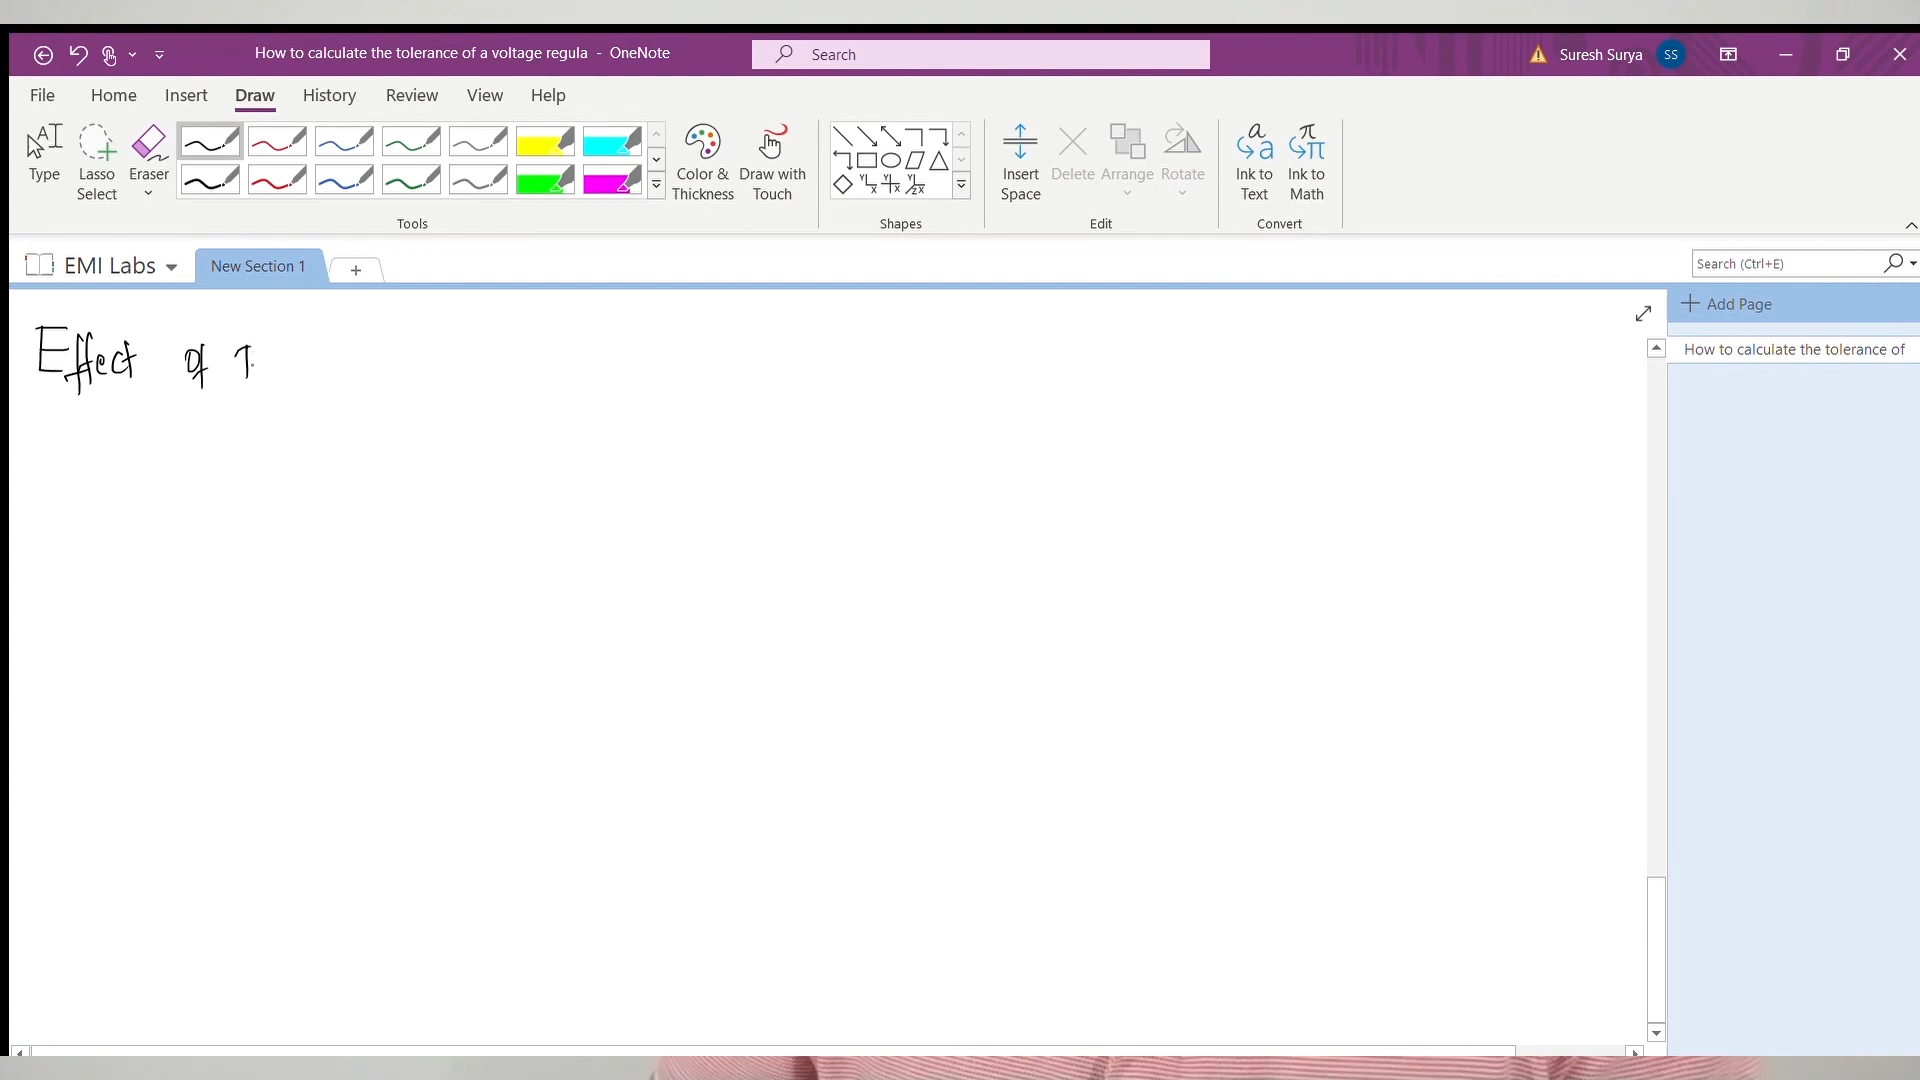 How to calculate the tolerance of a voltage regula - OneNote
Search
Suresh Surya
SS
File Home Insert Draw History Review View Help
Type
Lasso Select
Eraser
Color & Thickness
Draw with Touch
Insert Space
Delete
Arrange
Rotate
Ink to Text
Ink to Math
Tools
Shapes
Edit
Convert
EMI Labs
New Section 1
Search (Ctrl+E)
Add Page
How to calculate the tolerance of
Effect of T